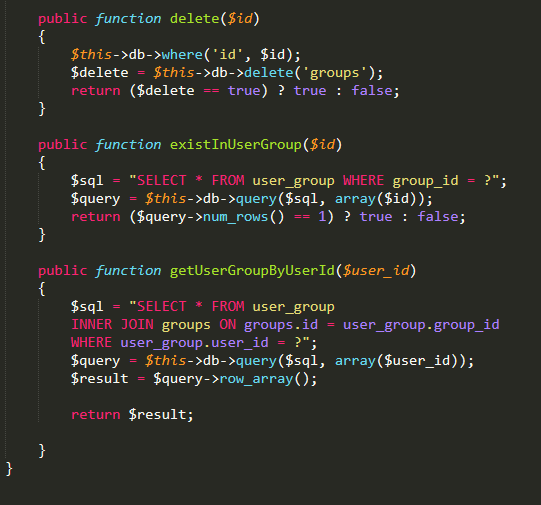 public function delete($id)
{
$this->db->where('id', $id);
$delete = $this->db->delete('groups');
return ($delete == true) ? true : false;
}
public function existInUserGroup($id)
{
$sql = "SELECT * FROM user_group WHERE group_id = ?";
$query = $this->db->query($sql, array($id));
return ($query->num_rows() == 1) ? true : false;
}
public function getUserGroupByUserId($user_id)
{
$sql = "SELECT * FROM user_group
INNER JOIN groups ON groups.id = user_group.group_id
WHERE user_group.user_id = ?";
$query = $this->db->query($sql, array($user_id));
$result = $query->row_array();
return $result;
}
}